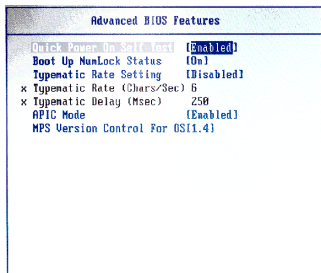 Advanced BIOS Features
Quick Power On Self Test [Enabled]
Boot Up NumLock Status [On]
Typematic Rate Setting [Disabled]
x Typematic Rate (Chars/Sec) 6
x Typematic Delay (Msec) 250
APIC Mode [Enabled]
MPS Version Control For OS[1.4]